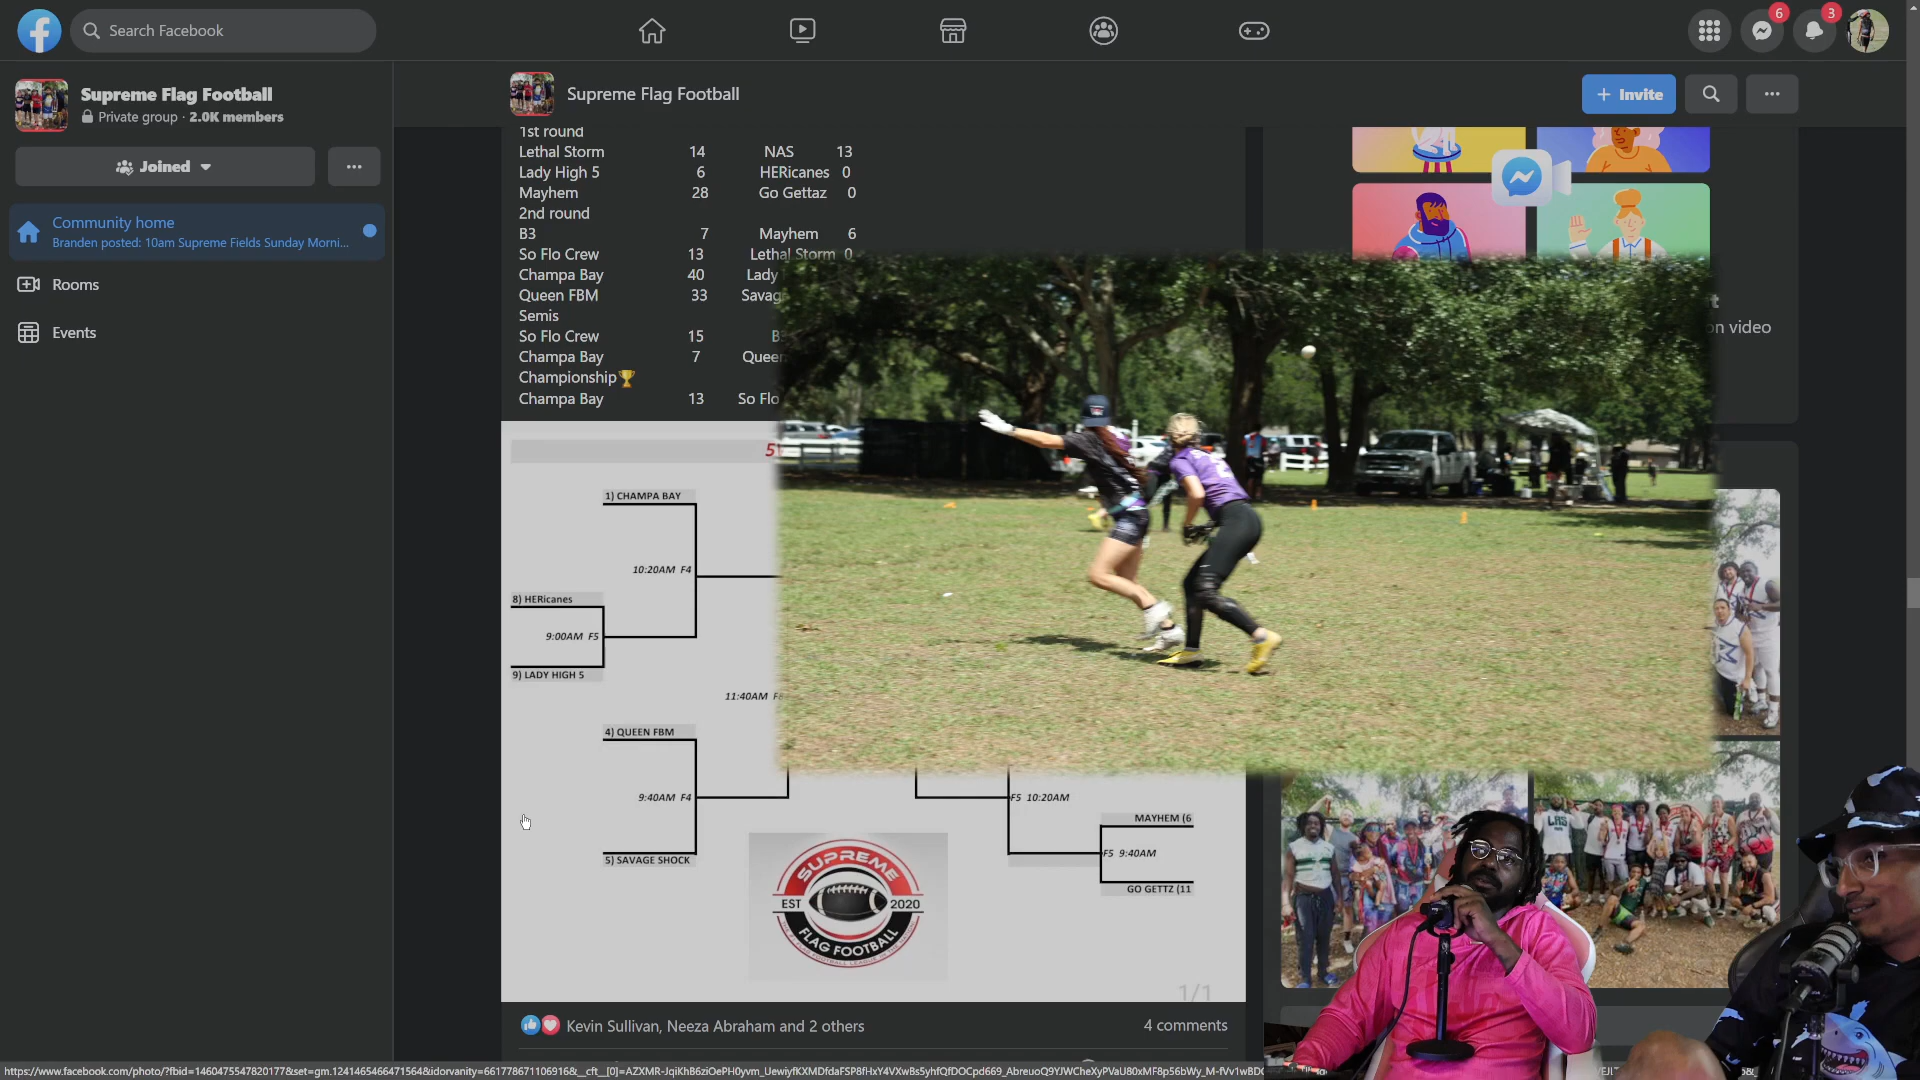 Search Facebook
6
3
Supreme Flag Football
Private group · 2.0K members
Joined
Community home
Branden posted: 10am Supreme Fields Sunday Morni...
Rooms
Events
Supreme Flag Football
+ Invite
1st round
Lethal Storm 14 NAS 13
Lady High 5 6 HERicanes 0
Mayhem 28 Go Gettaz 0
2nd round
B3 7 Mayhem 6
So Flo Crew 13 Lethal Storm 0
Champa Bay 40 Lady
Queen FBM 33 Savag
Semis
So Flo Crew 15 B3
Champa Bay 7 Queen
Championship🏆
Champa Bay 13 So Flo
on video
1) CHAMPA BAY
10:20AM F4
8) HERicanes
9:00AM F5
9) LADY HIGH 5
11:40AM
4) QUEEN FBM
9:40AM F4
5) SAVAGE SHOCK
F5 10:20AM
MAYHEM (6
F5 9:40AM
GO GETTZ (11
SUPREME
EST 2020
FLAG FOOTBALL
1/1
Kevin Sullivan, Neeza Abraham and 2 others
4 comments